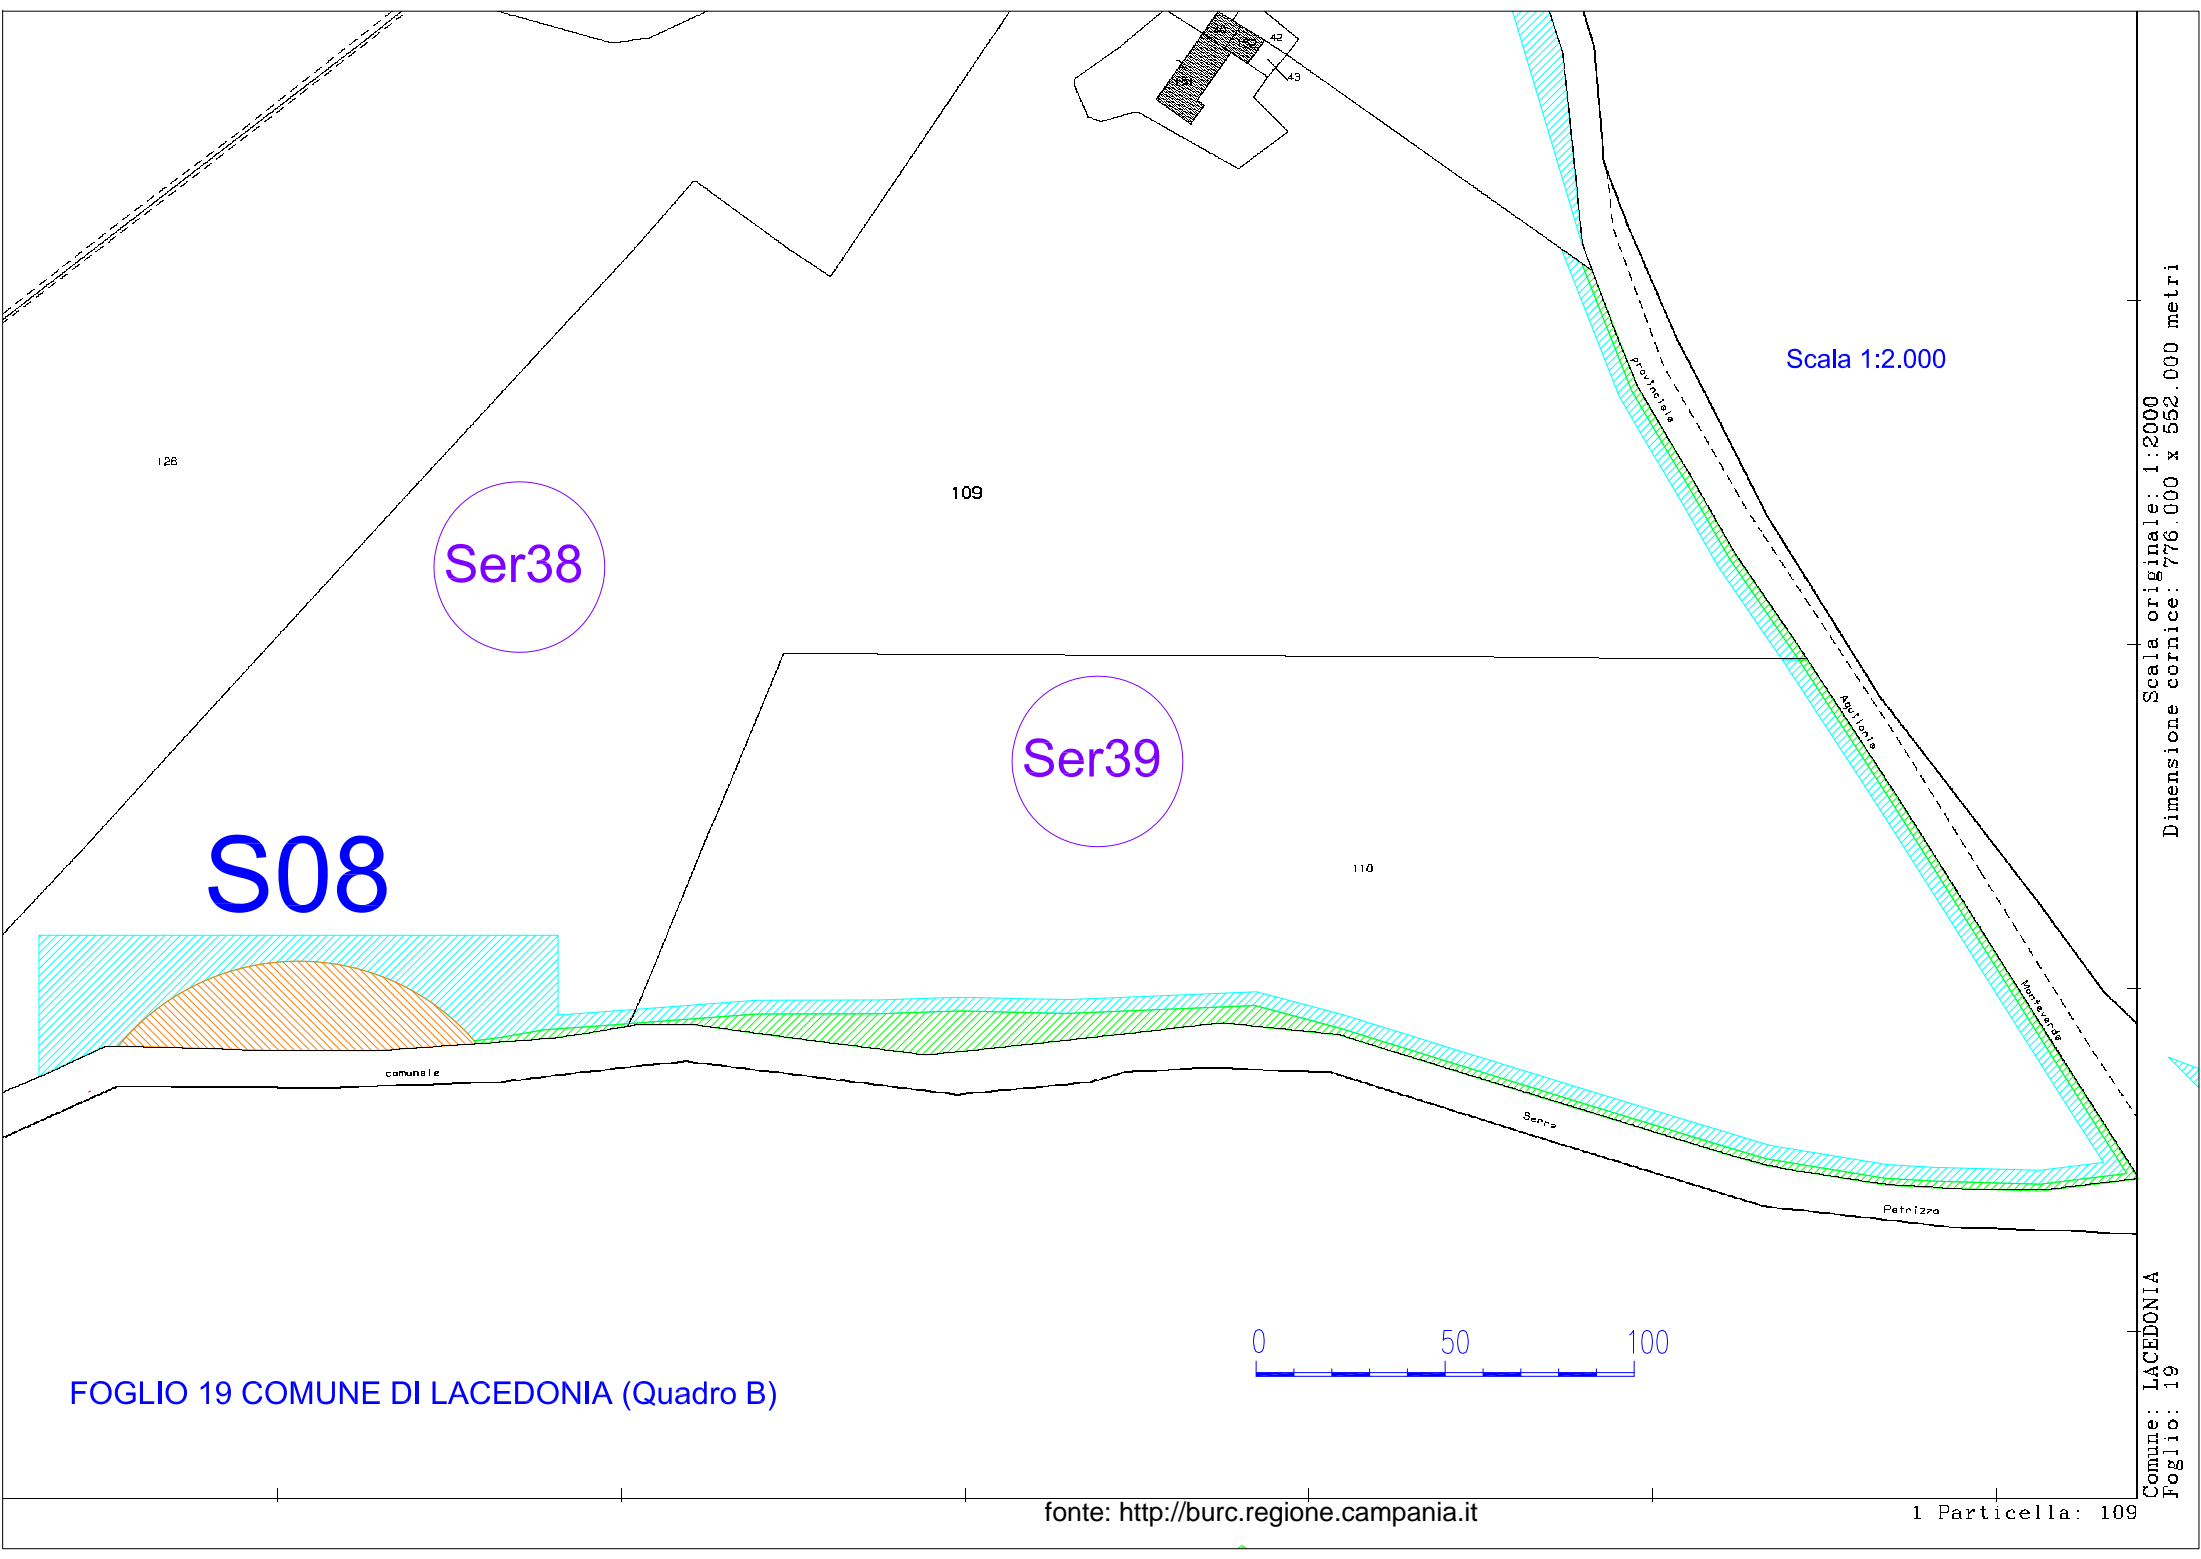 42
43
Scala 1:2.000
Provinciale
126
109
Ser38
Ser39
Aquilonia
S08
110
Monteverde
comunale
Serra
Petrizza
0 50 100
FOGLIO 19 COMUNE DI LACEDONIA (Quadro B)
fonte: http://burc.regione.campania.it
1 Particella: 109
Scala originale: 1:2000
Dimensione cornice: 776.000 x 552.000 metri
Comune: LACEDONIA
Foglio: 19